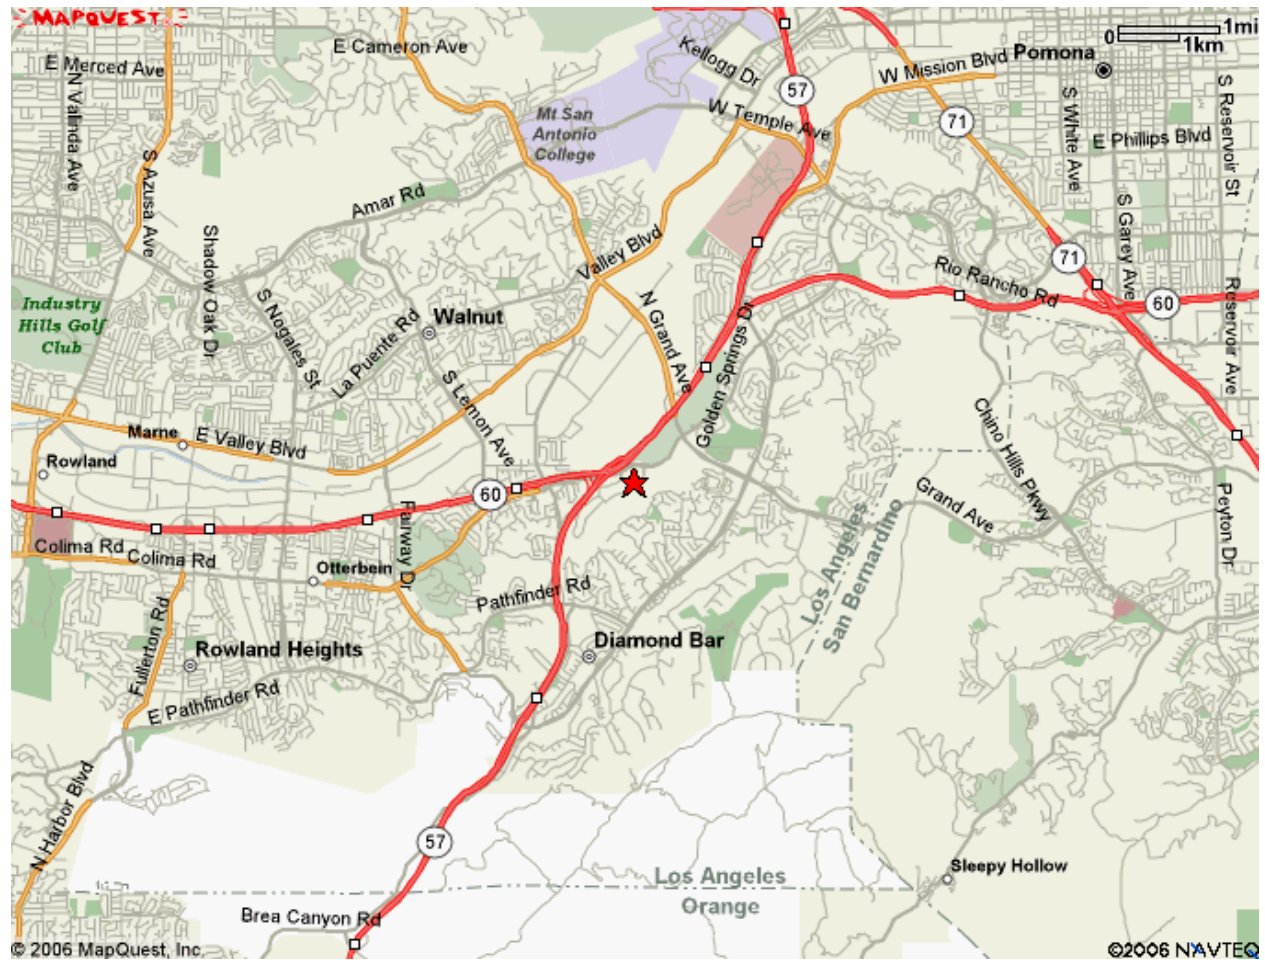 MAPQUEST
0
1mi
1km
E Cameron Ave
E Merced Ave
N Valinda Ave
Kellogg Dr
Pomona
W Mission Blvd
57
Mt San
Antonio
College
W Temple Ave
71
S White Ave
E Phillips Blvd
S Reservoir St
S Azusa Ave
Amar Rd
S Garey Ave
Shadow Oak Dr
Valley Blvd
71
Rio Rancho Rd
60
Reservoir Ave
Industry
Hills Golf
Club
S Nogales St
La Puente Rd
Walnut
N Grand Ave
Golden Springs Dr
S Lemon Ave
Marne
E Valley Blvd
Rowland
Chino Hills Pkwy
60
Grand Ave
Peyton Dr
Fairway Dr
Colima Rd
Colima Rd
Otterbein
Pathfinder Rd
Los Angeles
San Bernardino
Fullerton Rd
Rowland Heights
Diamond Bar
E Pathfinder Rd
N Harbor Blvd
57
Sleepy Hollow
Los Angeles
Orange
Brea Canyon Rd
© 2006 MapQuest, Inc.
©2006 NAVTEQ